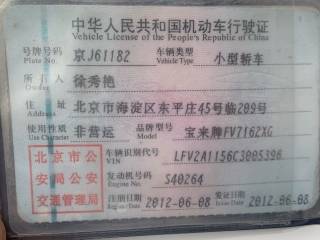 中华人民共和国机动车行驶证
Vehicle License of the People's Republic of China
号牌号码 京J61182 车辆类型 小型轿车
Plate No. Vehicle Type
所有人 徐秀艳
Owner
住址 北京市海淀区东平庄45号临209号
Address
使用性质 非营运 品牌型号 宝来牌FV7162XG
Use Character Model
北京市公 车辆识别代号 LFV2A1156C3005396
VIN
安局公安 发动机号码 S40264
Engine No.
交通管理局 注册日期 2012-06-08 发证日期 2012-06-08
Register Date Issue Date